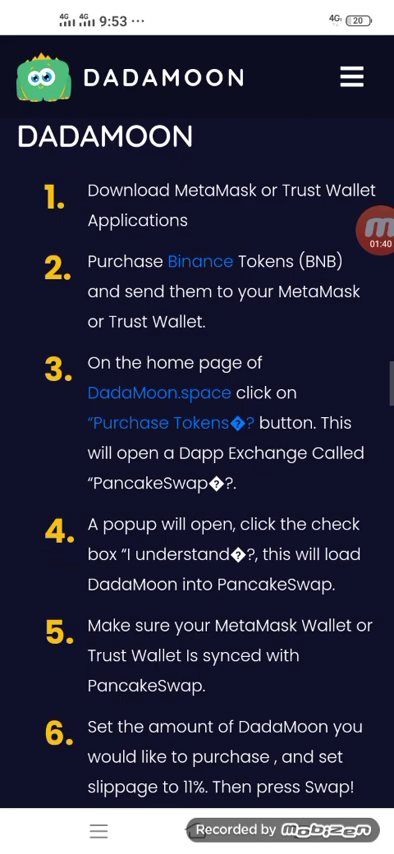 4G 4G 9:53 ··· 4G 20
DADAMOON
DADAMOON
1. Download MetaMask or Trust Wallet
Applications
01:40
2. Purchase Binance Tokens (BNB)
and send them to your MetaMask
or Trust Wallet.
3. On the home page of
DadaMoon.space click on
“Purchase Tokens�? button. This
will open a Dapp Exchange Called
“PancakeSwap�?.
4. A popup will open, click the check
box “I understand�?, this will load
DadaMoon into PancakeSwap.
5. Make sure your MetaMask Wallet or
Trust Wallet Is synced with
PancakeSwap.
6. Set the amount of DadaMoon you
would like to purchase , and set
slippage to 11%. Then press Swap!
Recorded by mobizen